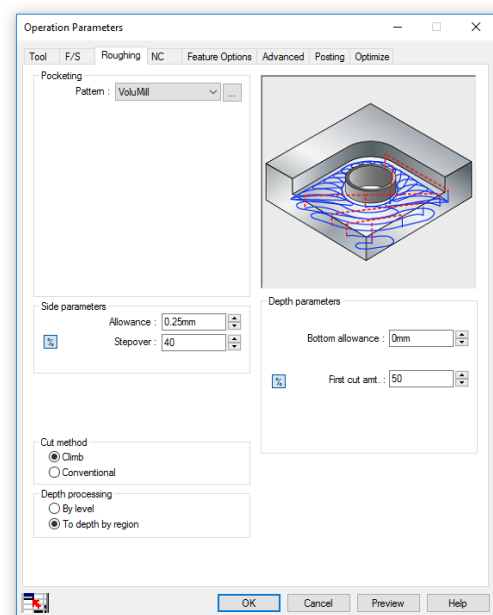 Operation Parameters
Tool F/S Roughing NC Feature Options Advanced Posting Optimize
Pocketing
Pattern : VoluMill ...
Side parameters
Allowance : 0.25mm
% Stepover : 40
Depth parameters
Bottom allowance : 0mm
% First cut amt. : 50
Cut method
Climb
Conventional
Depth processing
By level
To depth by region
OK Cancel Preview Help